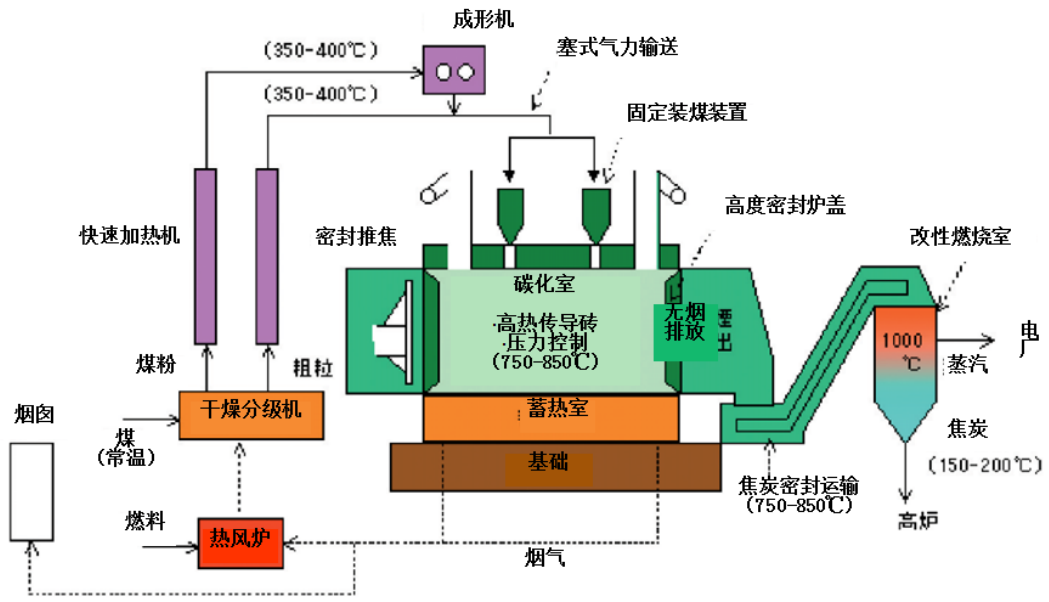 成形机
(350-400℃)
塞式气力输送
(350-400℃)
固定装煤装置
高度密封炉盖
快速加热机
密封推焦
改性燃烧室
碳化室
·高热传导砖
·压力控制
(750-850℃)
无烟
排放
出
1000
℃
电
厂
蒸汽
煤粉
粗粒
干燥分级机
蓄热室
烟囱
煤
(常温)
焦炭
(150-200℃)
基础
焦炭密封运输
(750-850℃)
高炉
燃料
热风炉
烟气